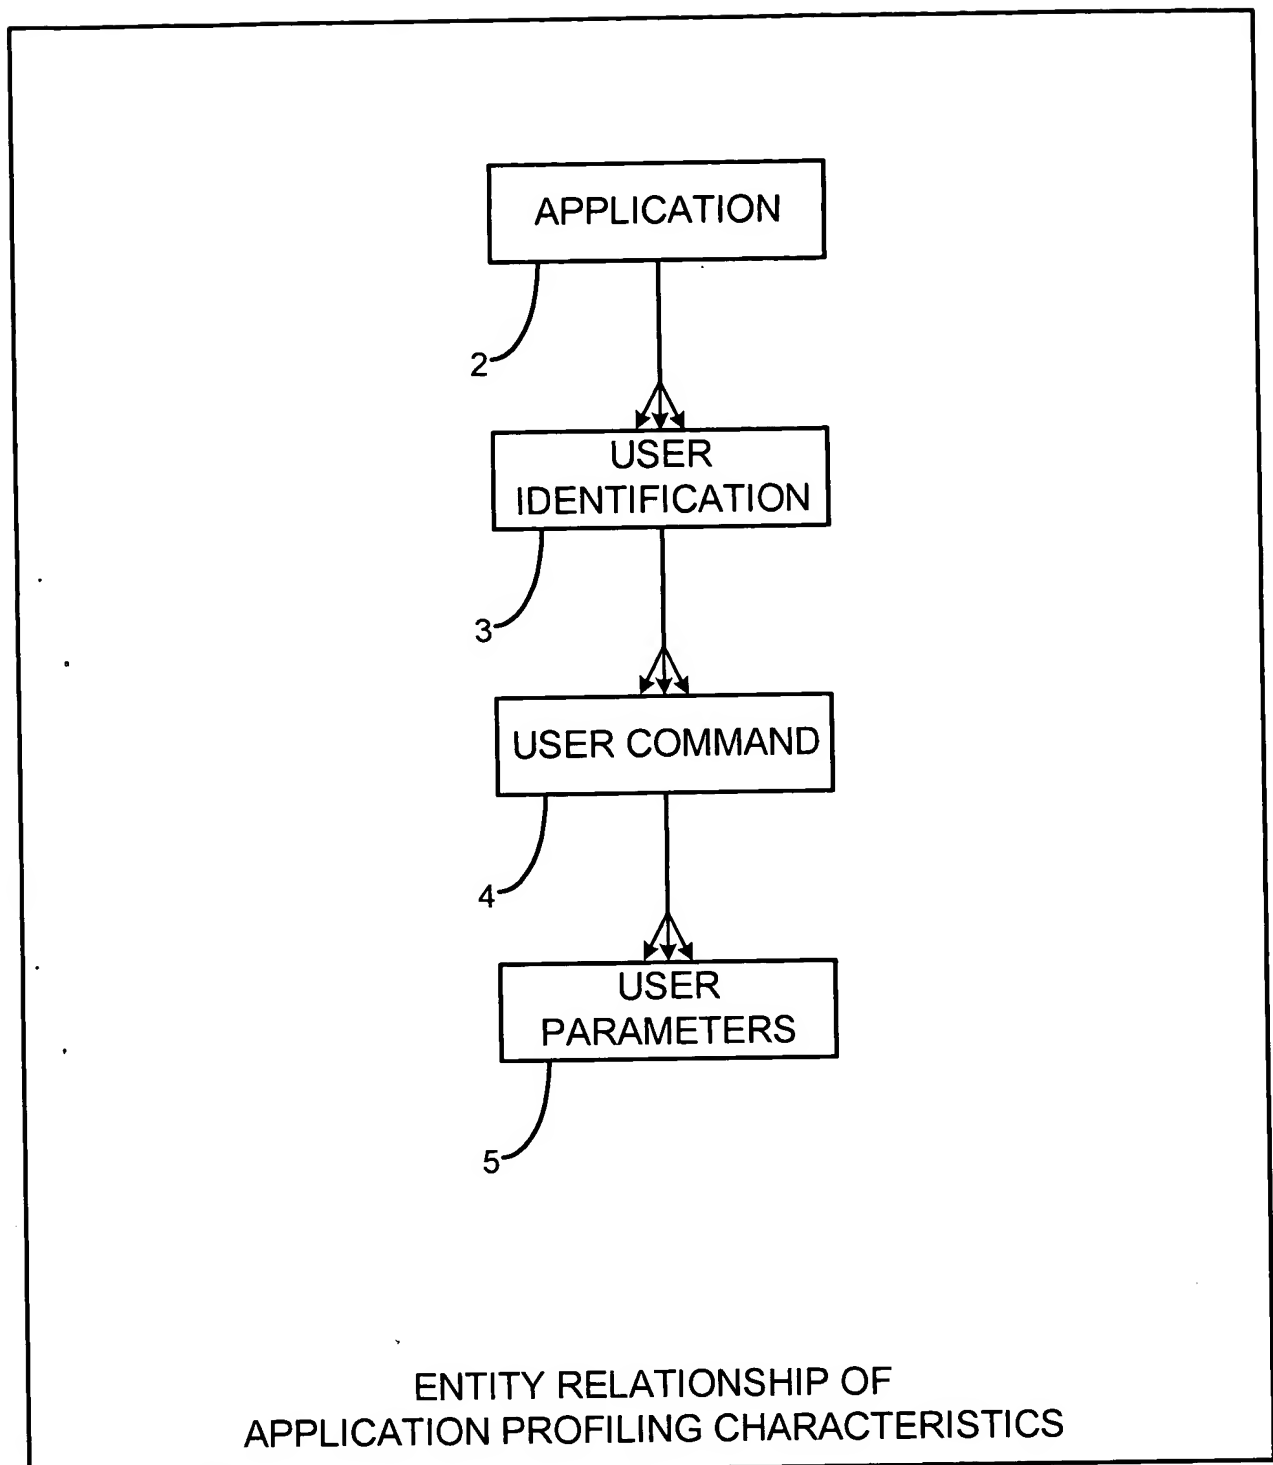 APPLICATION
2
USER
IDENTIFICATION
3
USER COMMAND
4
USER
PARAMETERS
5
ENTITY RELATIONSHIP OF
APPLICATION PROFILING CHARACTERISTICS